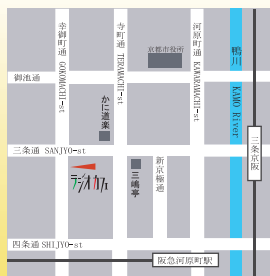 幸御町通 GOKOMACHI-st
寺町通 TERAMACHI-st
河原町通 KAWARAMACHI-st
鴨川 KAMO River
京都市役所
御池通
かに道楽
三条通 SANJYO-st
三条京阪
ラジオカフェ
三嶋亭
新京極通
四条通 SHIJYO-st
阪急河原町駅